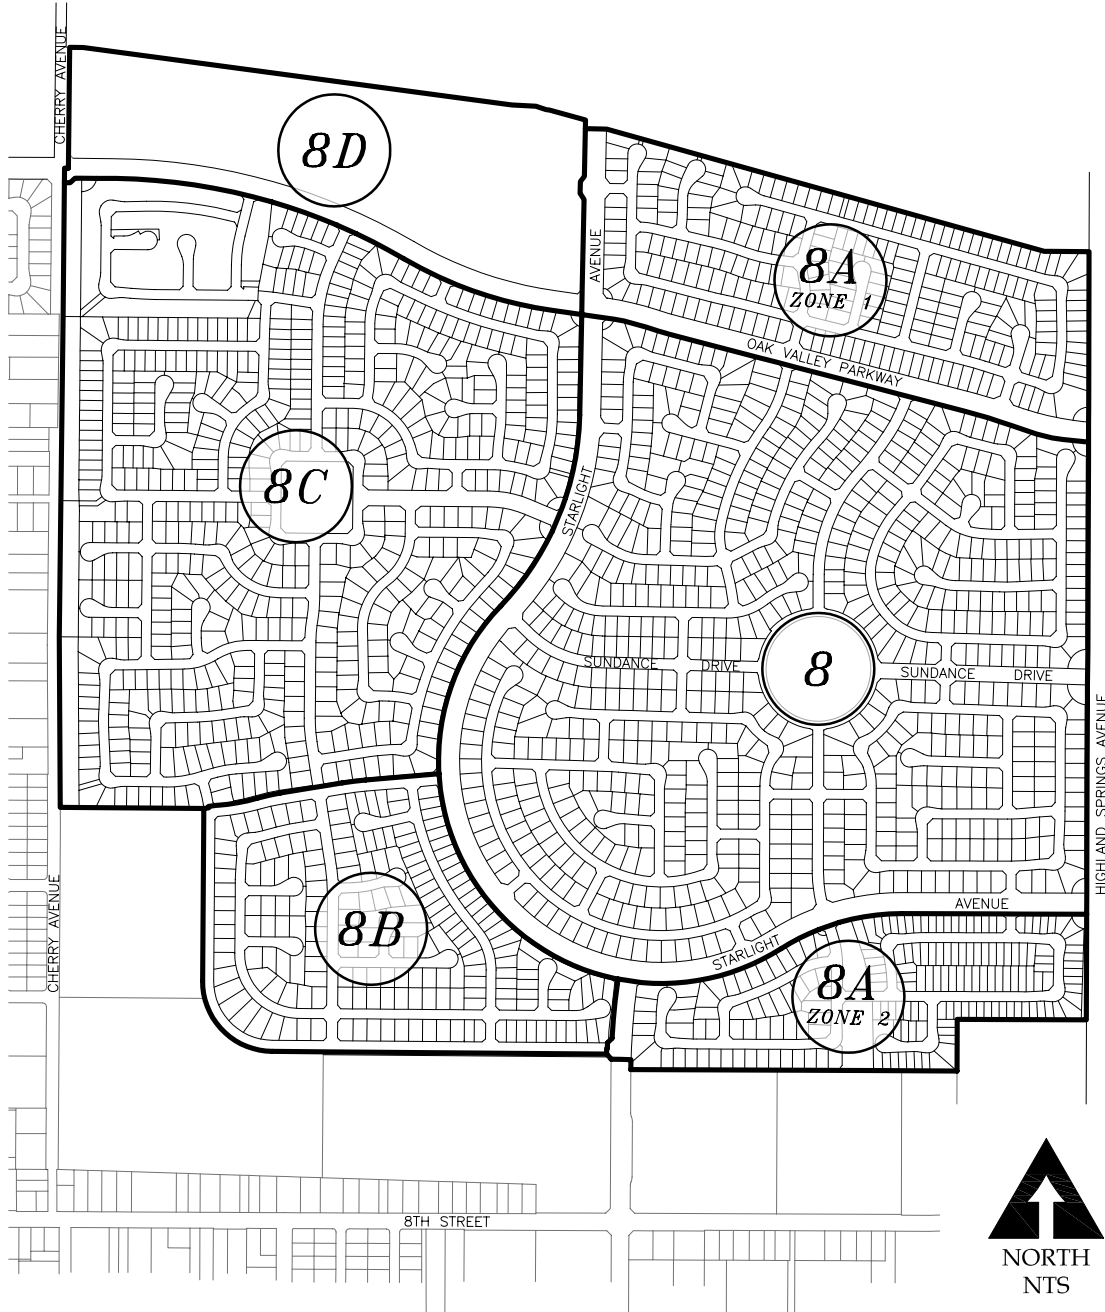 CHERRY AVENUE
8D
AVENUE
8A
ZONE 1
OAK VALLEY PARKWAY
8C
STARLIGHT
SUNDANCE DRIVE
8
SUNDANCE DRIVE
HIGHLAND SPRINGS AVENUE
CHERRY AVENUE
8B
AVENUE
STARLIGHT
8A
ZONE 2
8TH STREET
NORTH
NTS